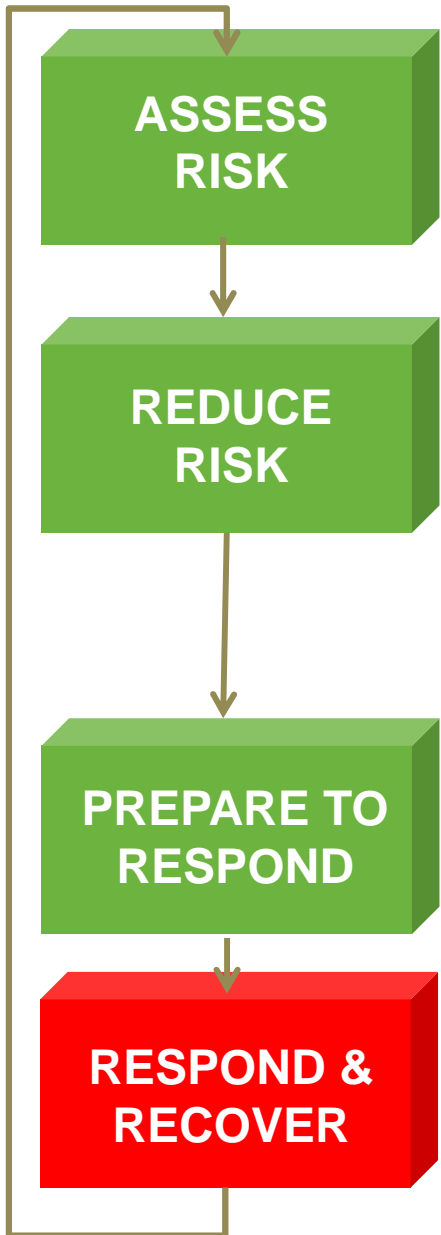 ASSESS
RISK
REDUCE
RISK
PREPARE TO
RESPOND
RESPOND &
RECOVER